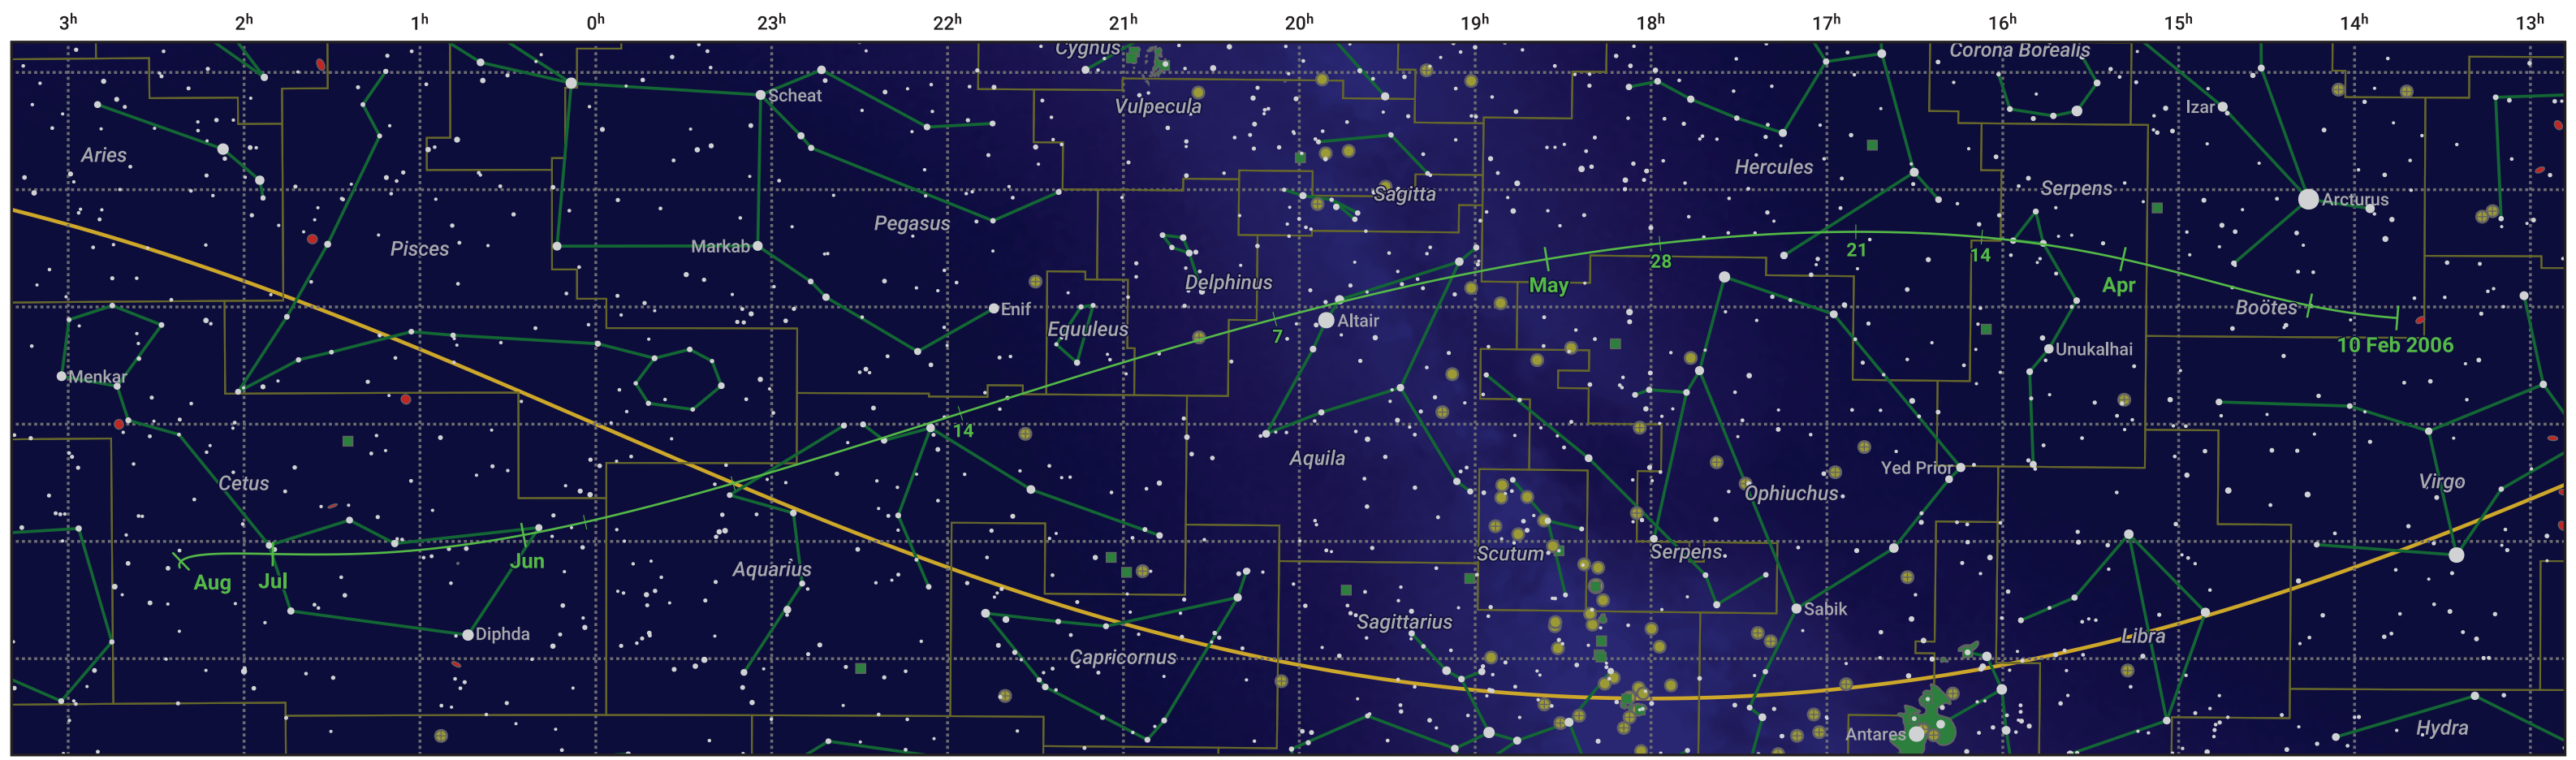 3h 2h 1h 0h 23h 22h 21h 20h 19h 18h 17h 16h 15h 14h 13h
Cygnus Corona Borealis
Scheat Vulpecula Izar
Aries Hercules
Sagitta Serpens Arcturus
Pisces Markab Pegasus
28 21 14
Delphinus May Apr
Enif Equuleus 7 Altair Boötes
Menkar Unukalhai 10 Feb 2006
14
Aquila Yed Prior
Cetus Ophiuchus Virgo
Jun Aquarius Scutum Serpens
Aug Jul
Diphda Sagittarius Sabik
Capricornus Libra
Antares Hydra